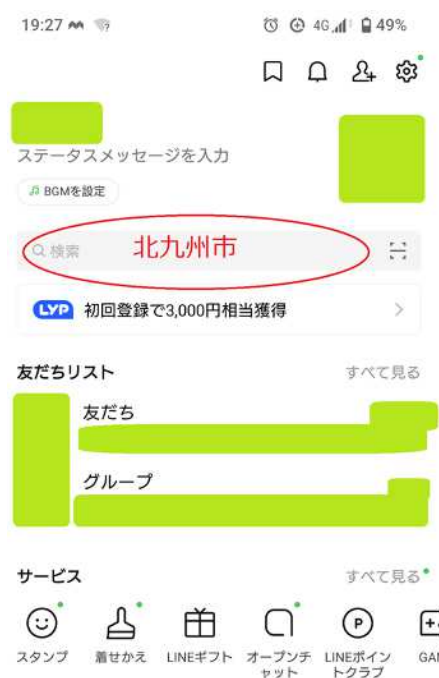 19:27 4G 49%
ステータスメッセージを入力
BGMを設定
検索 北九州市
LYP 初回登録で3,000円相当獲得
友だちリスト すべて見る
友だち
グループ
サービス すべて見る
スタンプ 着せかえ LINEギフト オープンチャット LINEポイントクラブ GAM